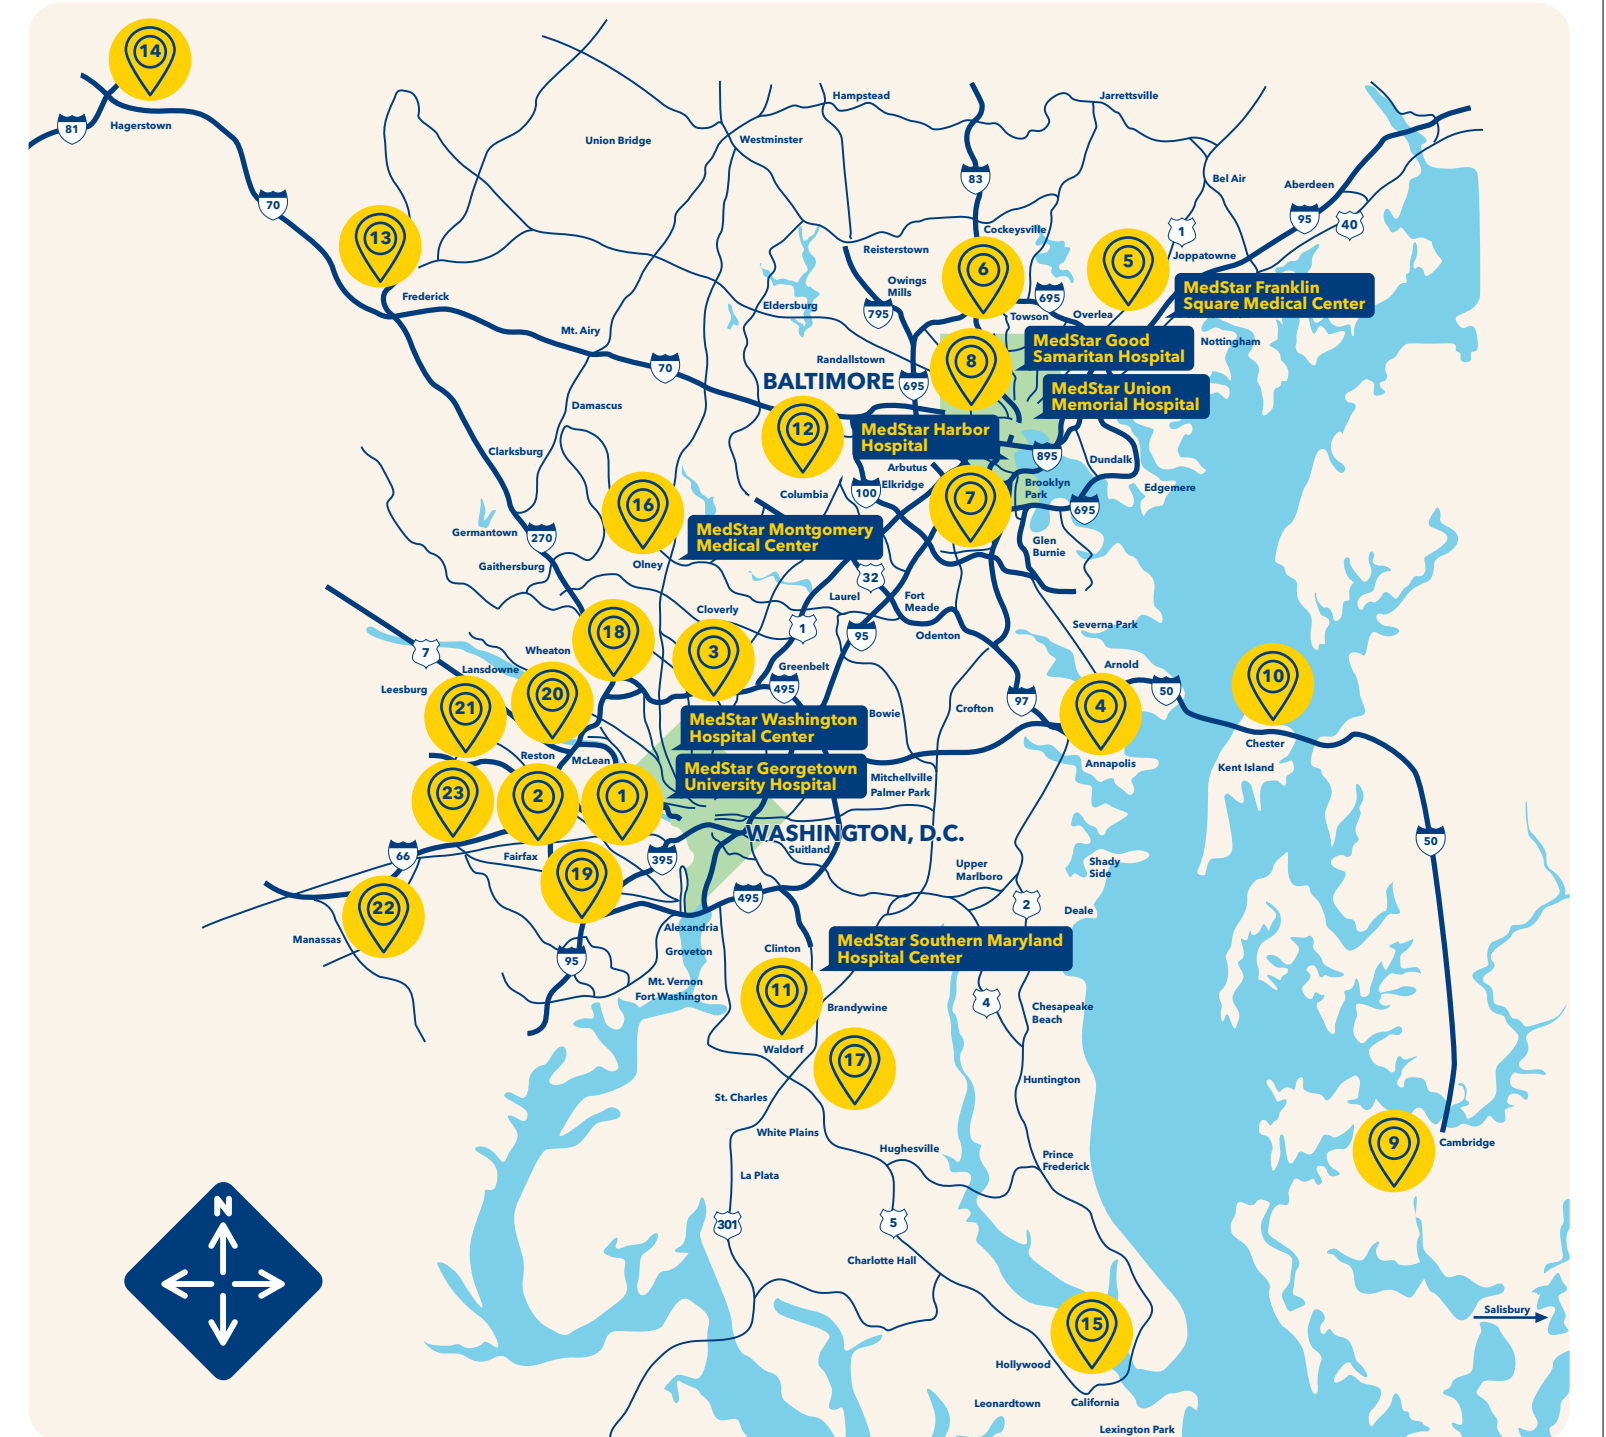 14
81
Hagerstown
Hampstead
Jarrettsville
Union Bridge
Westminster
83
Bel Air
Aberdeen
70
95
40
1
13
Cockeysville
Reisterstown
Joppatowne
6
5
Owings
Mills
695
MedStar Franklin
Square Medical Center
Frederick
Eldersburg
795
Towson
Overlea
Mt. Airy
MedStar Good
Samaritan Hospital
Nottingham
Randallstown
8
70
BALTIMORE
695
MedStar Union
Memorial Hospital
Damascus
12
MedStar Harbor
Hospital
Clarksburg
895
Dundalk
Arbutus
Elkridge
Columbia
100
Brooklyn
Park
Edgemere
16
7
695
Germantown
270
MedStar Montgomery
Medical Center
Glen
Burnie
Gaithersburg
Olney
32
Laurel
Fort
Meade
Cloverly
Severna Park
18
1
95
Odenton
7
Wheaton
3
Lansdowne
Greenbelt
Arnold
Leesburg
20
495
50
10
21
97
4
Bowie
Crofton
MedStar Washington
Hospital Center
Chester
Reston
McLean
Annapolis
Kent Island
MedStar Georgetown
University Hospital
Mitchellville
Palmer Park
23
2
1
WASHINGTON, D.C.
50
66
Fairfax
395
Suitland
Upper
Marlboro
Shady
Side
19
495
2
22
Deale
Alexandria
Manassas
Groveton
Clinton
MedStar Southern Maryland
Hospital Center
95
Mt. Vernon
Fort Washington
11
Brandywine
4
Chesapeake
Beach
Waldorf
17
Huntington
St. Charles
White Plains
9
Cambridge
Hughesville
Prince
Frederick
La Plata
N
301
5
Charlotte Hall
Salisbury
15
Hollywood
Leonardtown
California
Lexington Park